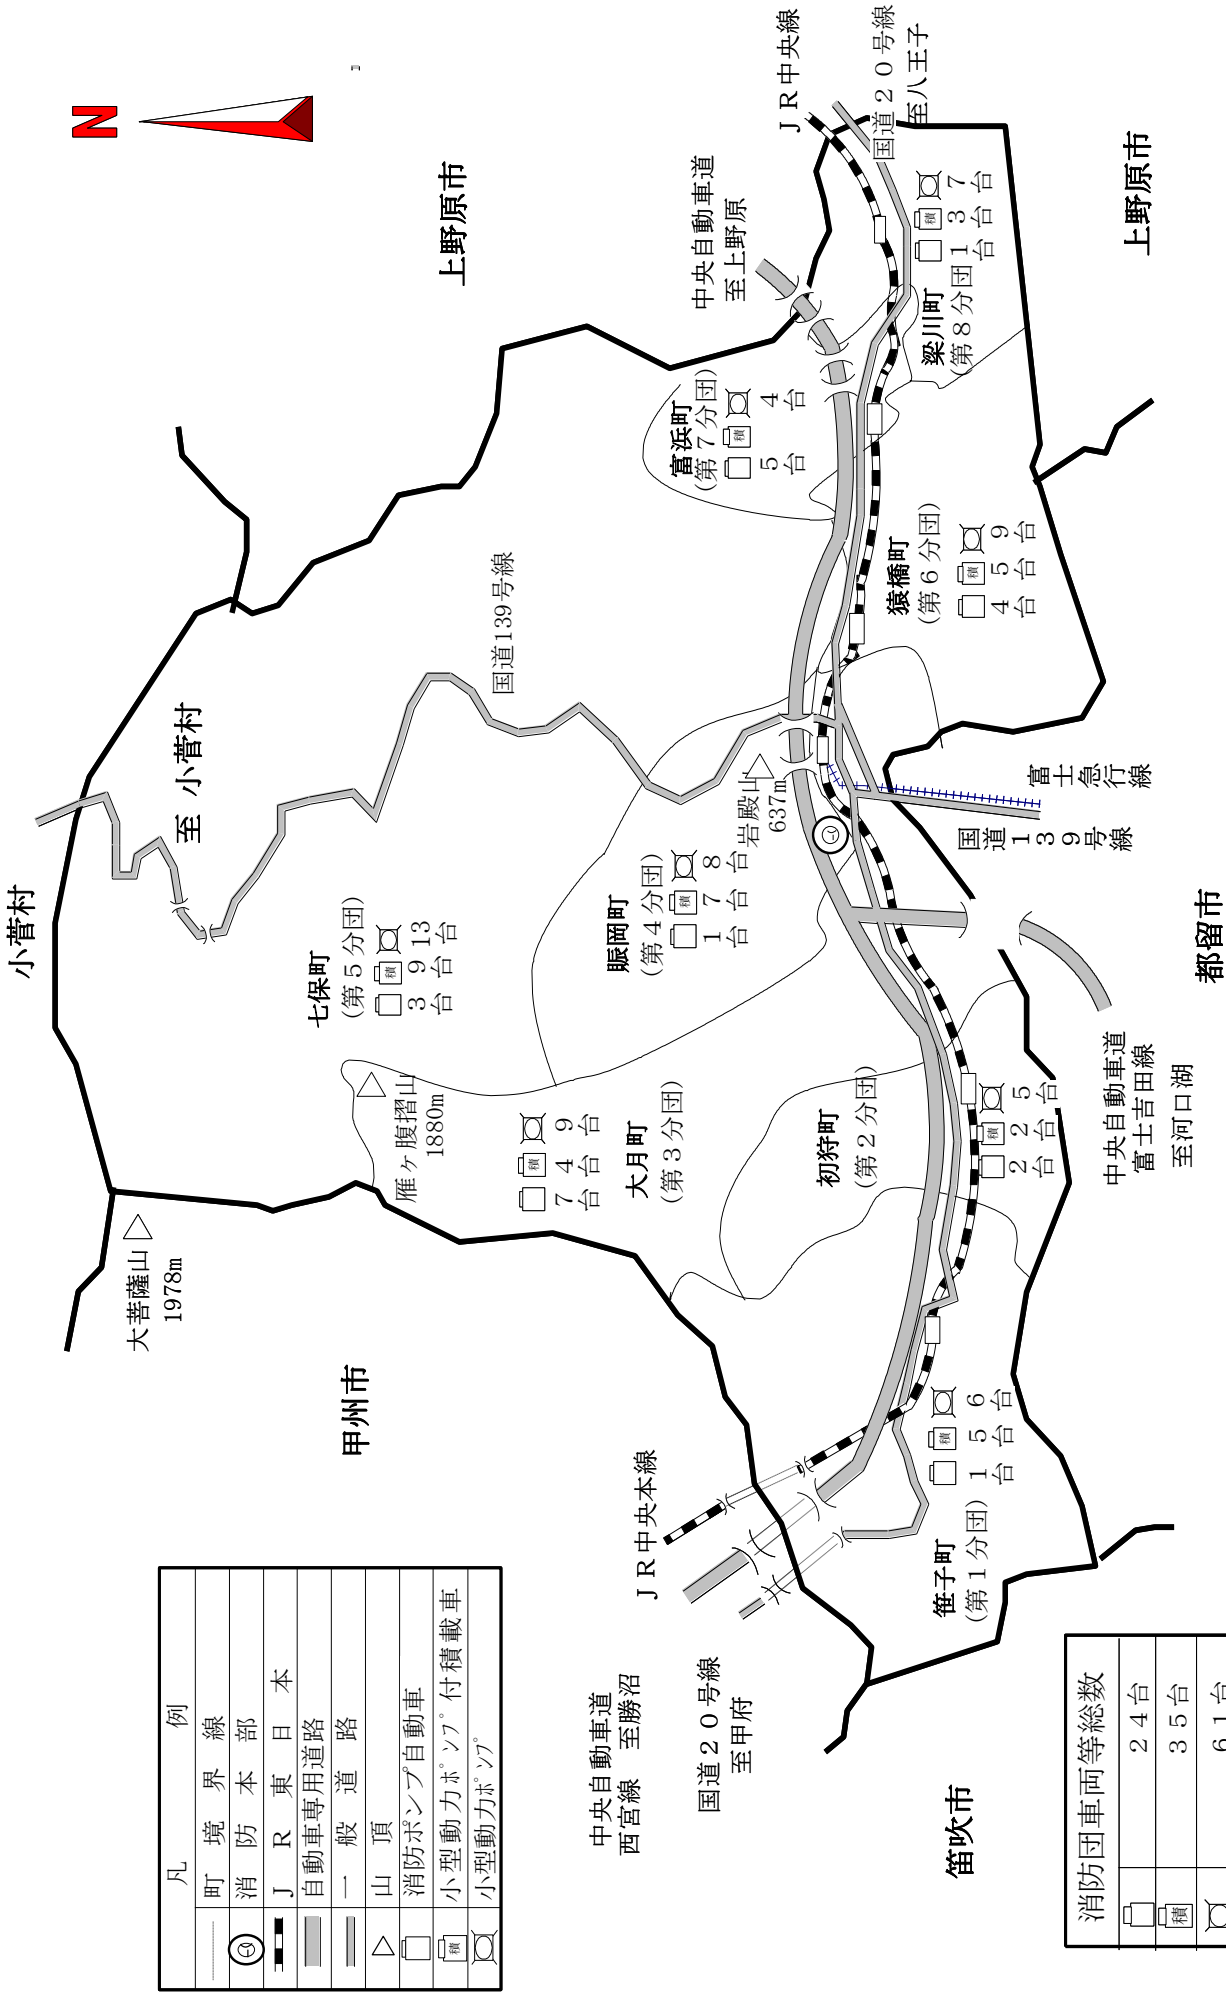 N
小菅村
至 小菅村
上野原市
上野原市
甲州市
笛吹市
都留市
大菩薩山
1978m
雁ヶ腹摺山
1880m
岩殿山
637m
国道139号線
七保町
(第５分団)
積
3台 9台 13台
賑岡町
(第４分団)
積
1台 7台 8台
大月町
(第３分団)
積
7台 4台 9台
初狩町
(第２分団)
積
2台 2台 5台
笹子町
(第１分団)
積
1台 5台 6台
富浜町
(第７分団)
積
5台 4台
猿橋町
(第６分団)
積
4台 5台 9台
梁川町
(第８分団)
積
1台 3台 7台
中央自動車道
至上野原
ＪＲ中央線
国道２０号線
至八王子
富士急行線
国道１３９号線
中央自動車道
富士吉田線
至河口湖
ＪＲ中央本線
中央自動車道
西宮線 至勝沼
国道２０号線
至甲府
凡 例
町境界線
消防本部
ＪＲ東日本
自動車専用道路
一般道路
山頂
消防ポンプ自動車
積 小型動力ﾎﾟﾝﾌﾟ付積載車
小型動力ﾎﾟﾝﾌﾟ
消防団車両等総数
２４台
積 ３５台
６１台